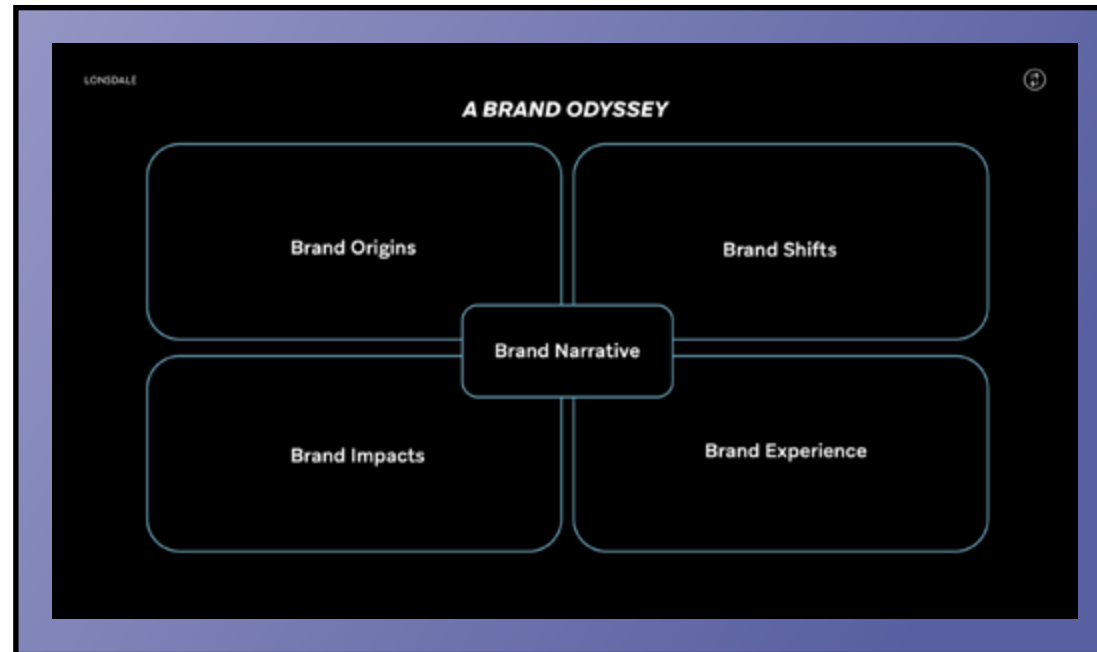 LONSDALE
A BRAND ODYSSEY
Brand Origins
Brand Shifts
Brand Narrative
Brand Impacts
Brand Experience